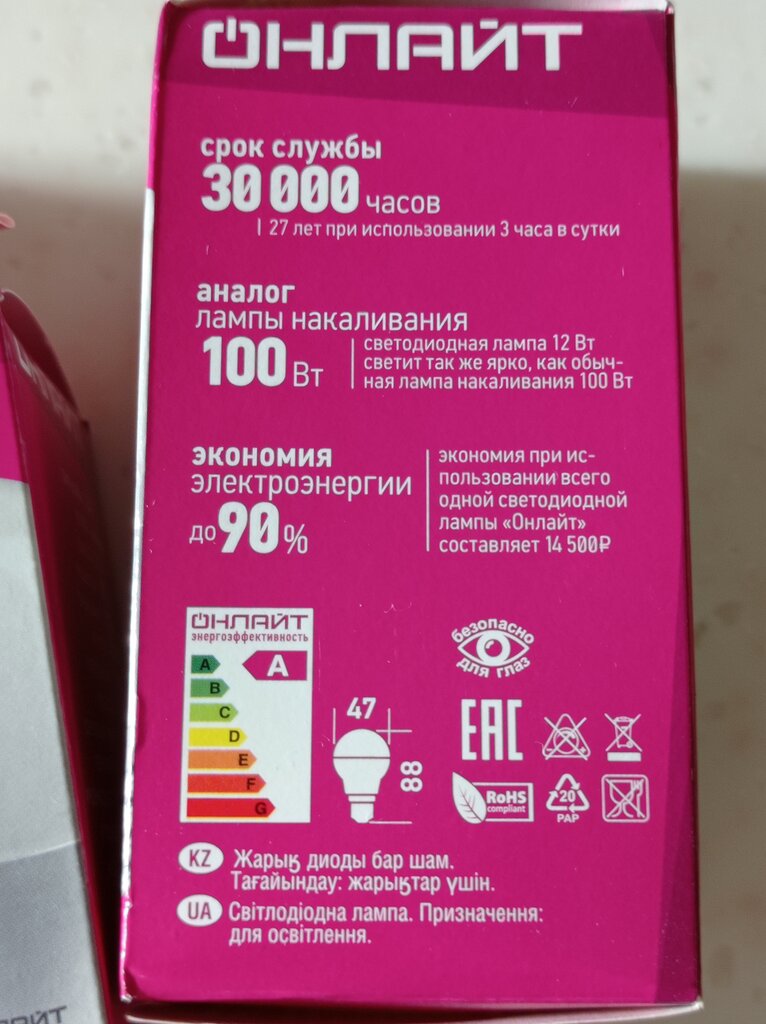 ОНЛАЙТ
срок службы
30 000 часов
27 лет при использовании 3 часа в сутки
аналог
лампы накаливания
100 Вт
светодиодная лампа 12 Вт
светит так же ярко, как обыч-
ная лампа накаливания 100 Вт
экономия
электроэнергии
до 90%
экономия при ис-
пользовании всего
одной светодиодной
лампы «Онлайт»
составляет 14 500₽
ОНЛАЙТ
энергоэффективность
A
A
B
C
D
E
F
G
47
88
безопасно
для глаз
EAC
RoHS
compliant
20
PAP
KZ Жарық диоды бар шам.
Тағайындау: жарықтар үшін.
UA Світлодіодна лампа. Призначення:
для освітлення.